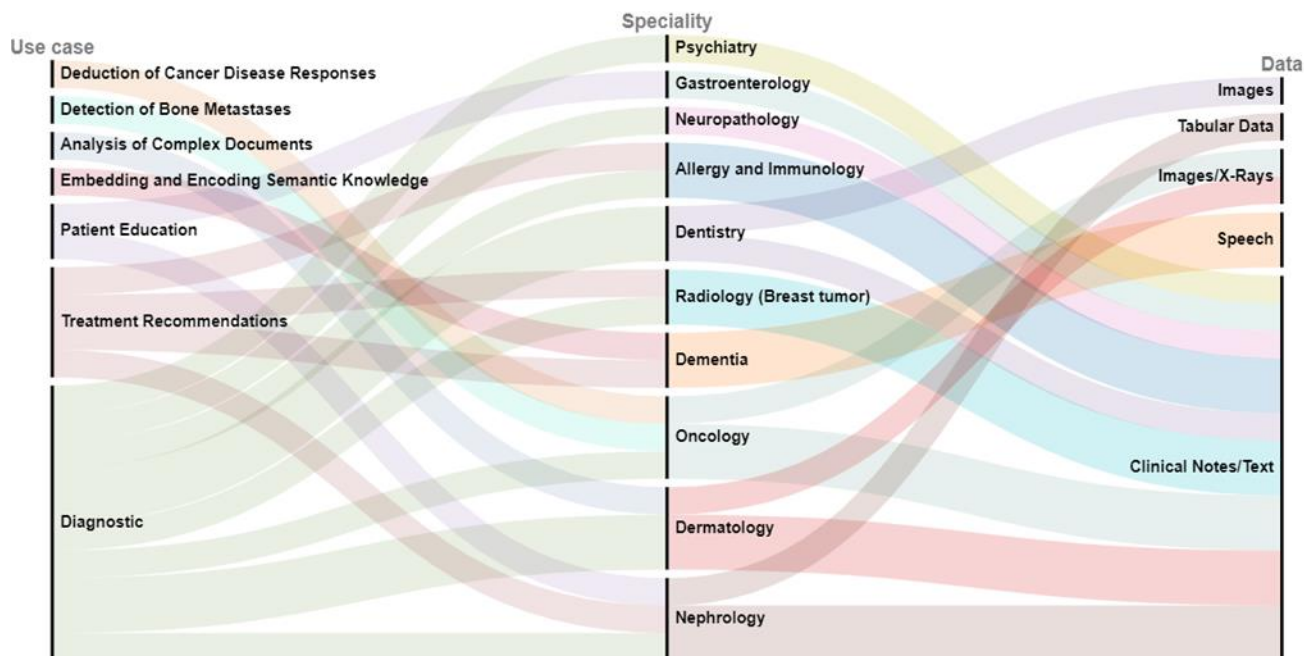 Use case
Deduction of Cancer Disease Responses
Detection of Bone Metastases
Analysis of Complex Documents
Embedding and Encoding Semantic Knowledge
Patient Education
Treatment Recommendations
Diagnostic
Speciality
Psychiatry
Gastroenterology
Neuropathology
Allergy and Immunology
Dentistry
Radiology (Breast tumor)
Dementia
Oncology
Dermatology
Nephrology
Data
Images
Tabular Data
Images/X-Rays
Speech
Clinical Notes/Text